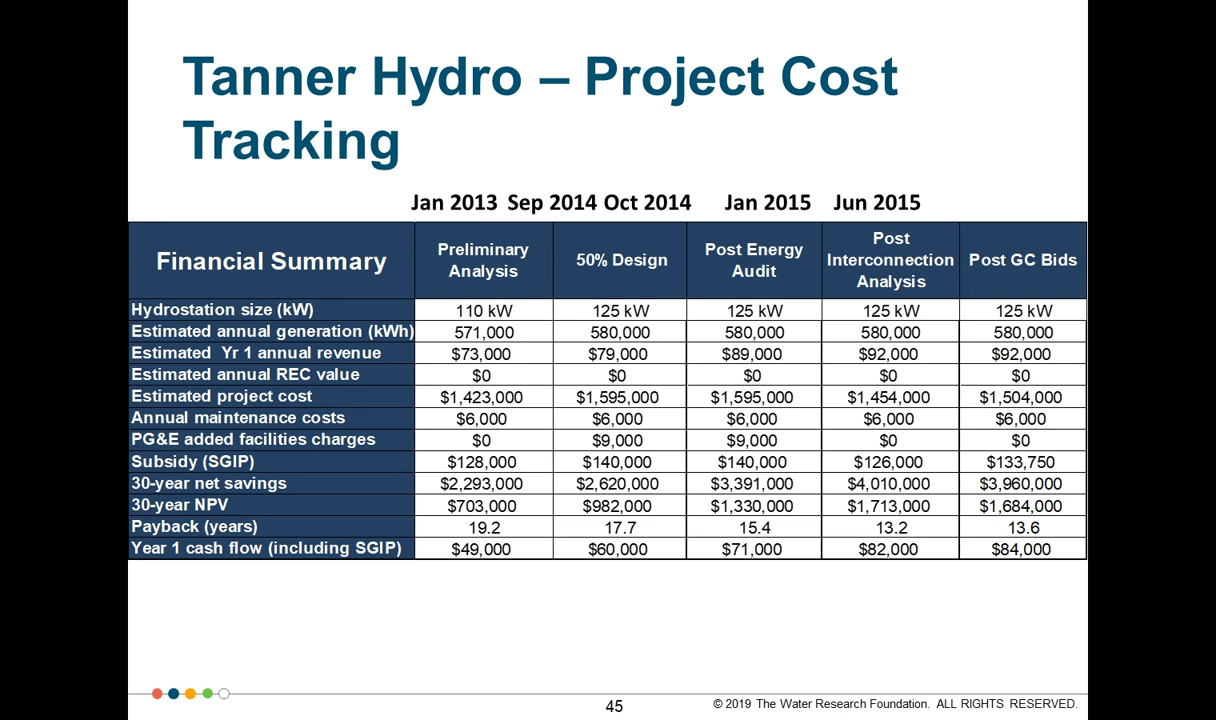 Tanner Hydro – Project Cost
Tracking
Jan 2013 Sep 2014 Oct 2014 Jan 2015 Jun 2015
Financial Summary
Preliminary
Analysis
50% Design
Post Energy
Audit
Post
Interconnection
Analysis
Post GC Bids
Hydrostation size (kW) 110 kW 125 kW 125 kW 125 kW 125 kW
Estimated annual generation (kWh) 571,000 580,000 580,000 580,000 580,000
Estimated Yr 1 annual revenue $73,000 $79,000 $89,000 $92,000 $92,000
Estimated annual REC value $0 $0 $0 $0 $0
Estimated project cost $1,423,000 $1,595,000 $1,595,000 $1,454,000 $1,504,000
Annual maintenance costs $6,000 $6,000 $6,000 $6,000 $6,000
PG&E added facilities charges $0 $9,000 $9,000 $0 $0
Subsidy (SGIP) $128,000 $140,000 $140,000 $126,000 $133,750
30-year net savings $2,293,000 $2,620,000 $3,391,000 $4,010,000 $3,960,000
30-year NPV $703,000 $982,000 $1,330,000 $1,713,000 $1,684,000
Payback (years) 19.2 17.7 15.4 13.2 13.6
Year 1 cash flow (including SGIP) $49,000 $60,000 $71,000 $82,000 $84,000
45
© 2019 The Water Research Foundation. ALL RIGHTS RESERVED.